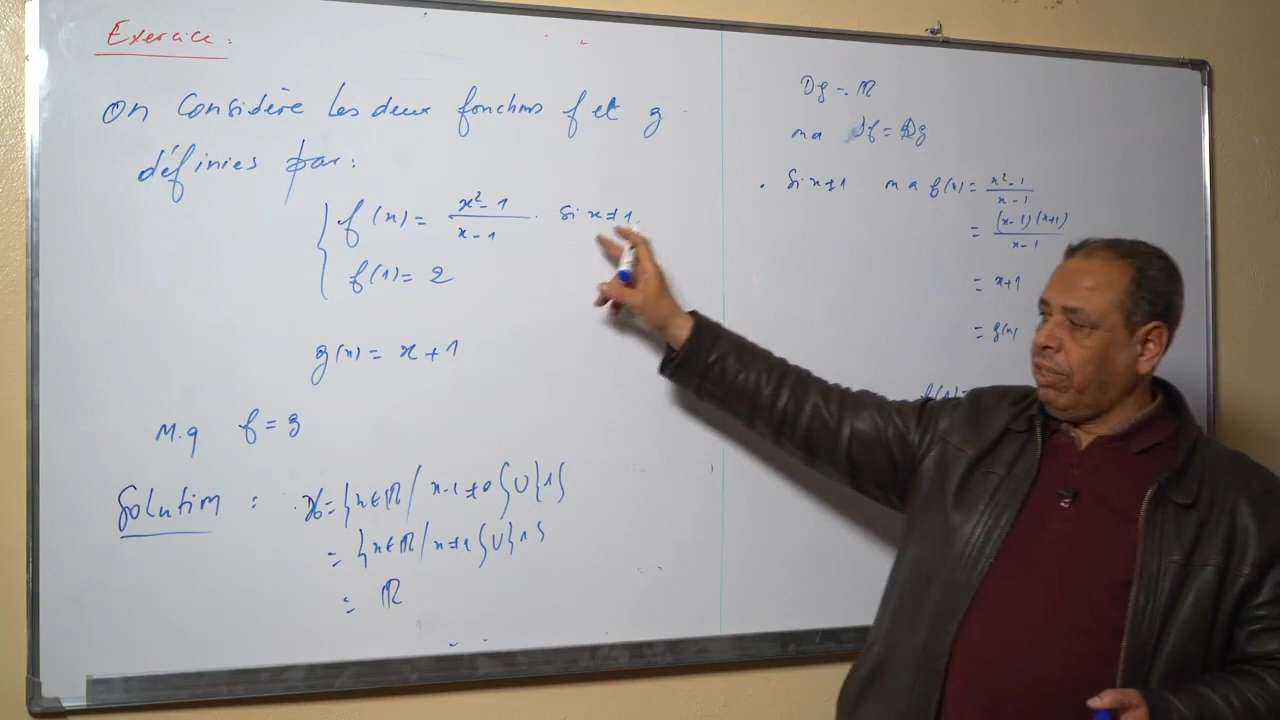 Exercice :
On Considère les deux fonctions f et g
définies par :
f(x) = x²-1 / x-1 si x≠1
f(1) = 2
g(x) = x+1
M.q f = g
Solution : Df = {x∈ℝ / x-1≠0} ∪ {1}
= {x∈ℝ / x≠1} ∪ {1}
= ℝ
Dg = ℝ
on a Df = Dg
. Si x≠1 on a f(x) = x²-1 / x-1
= (x-1)(x+1) / x-1
= x+1
= g(x)
f(1) =